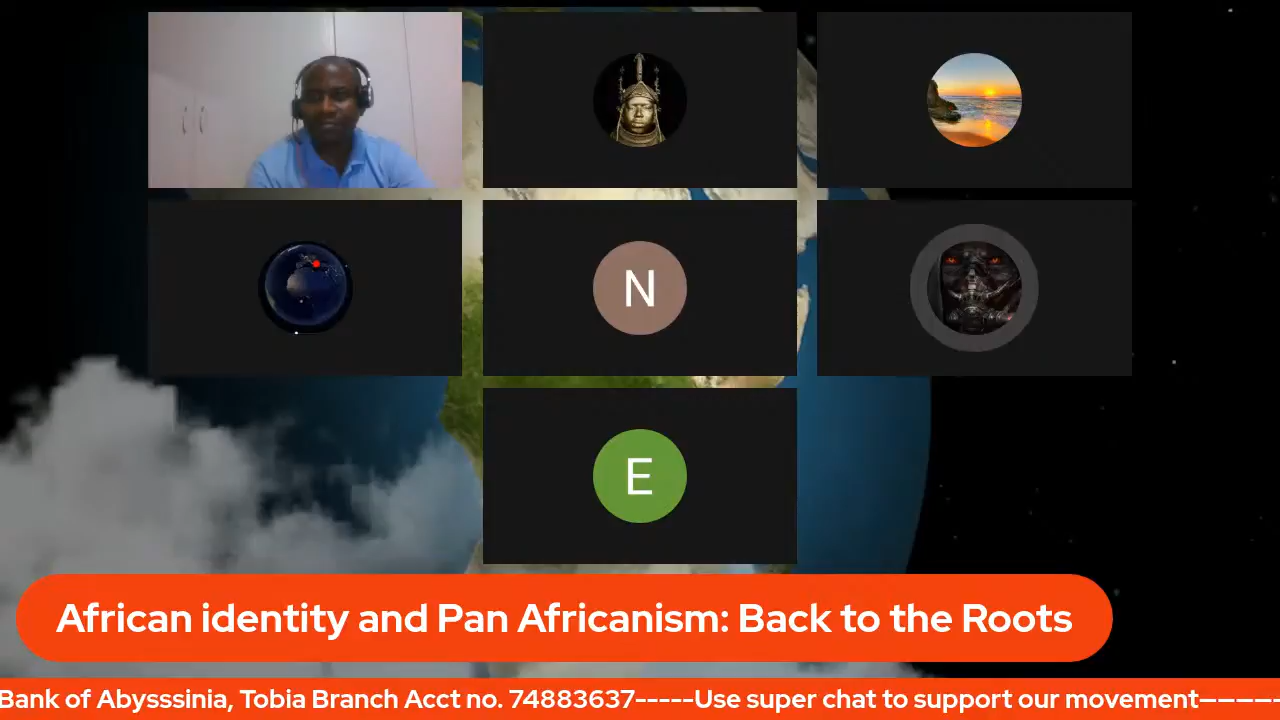 N
E
African identity and Pan Africanism: Back to the Roots
Bank of Abysssinia, Tobia Branch Acct no. 74883637-----Use super chat to support our movement—————-